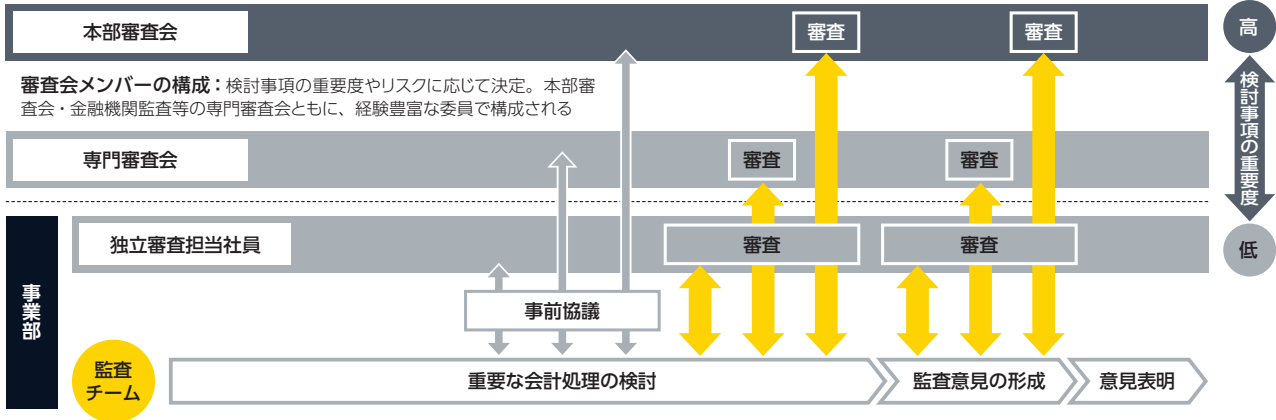 本部審査会
審査
審査
高
審査会メンバーの構成：検討事項の重要度やリスクに応じて決定。本部審
査会・金融機関監査等の専門審査会ともに、経験豊富な委員で構成される
検討事項の重要度
専門審査会
審査
審査
独立審査担当社員
審査
審査
低
事業部
事前協議
監査
チーム
重要な会計処理の検討
監査意見の形成
意見表明